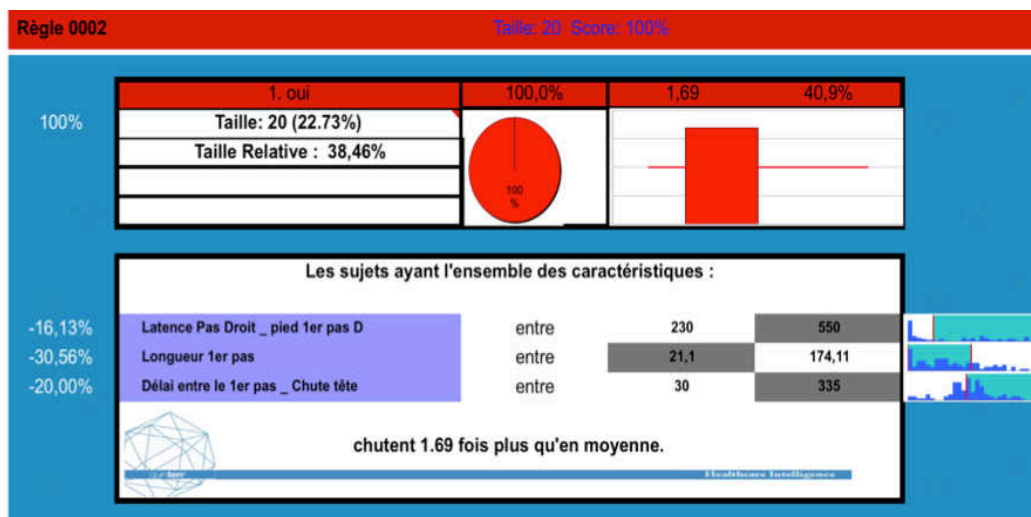 Règle 0002 Taille: 20 Score: 100%
1. oui 100,0% 1,69 40,9%
100% Taille: 20 (22.73%)
Taille Relative : 38,46%
100
%
Les sujets ayant l'ensemble des caractéristiques :
-16,13% Latence Pas Droit _ pied 1er pas D entre 230 550
-30,56% Longueur 1er pas entre 21,1 174,11
-20,00% Délai entre le 1er pas _ Chute tête entre 30 335
chutent 1.69 fois plus qu'en moyenne.
Healthcare Intelligence